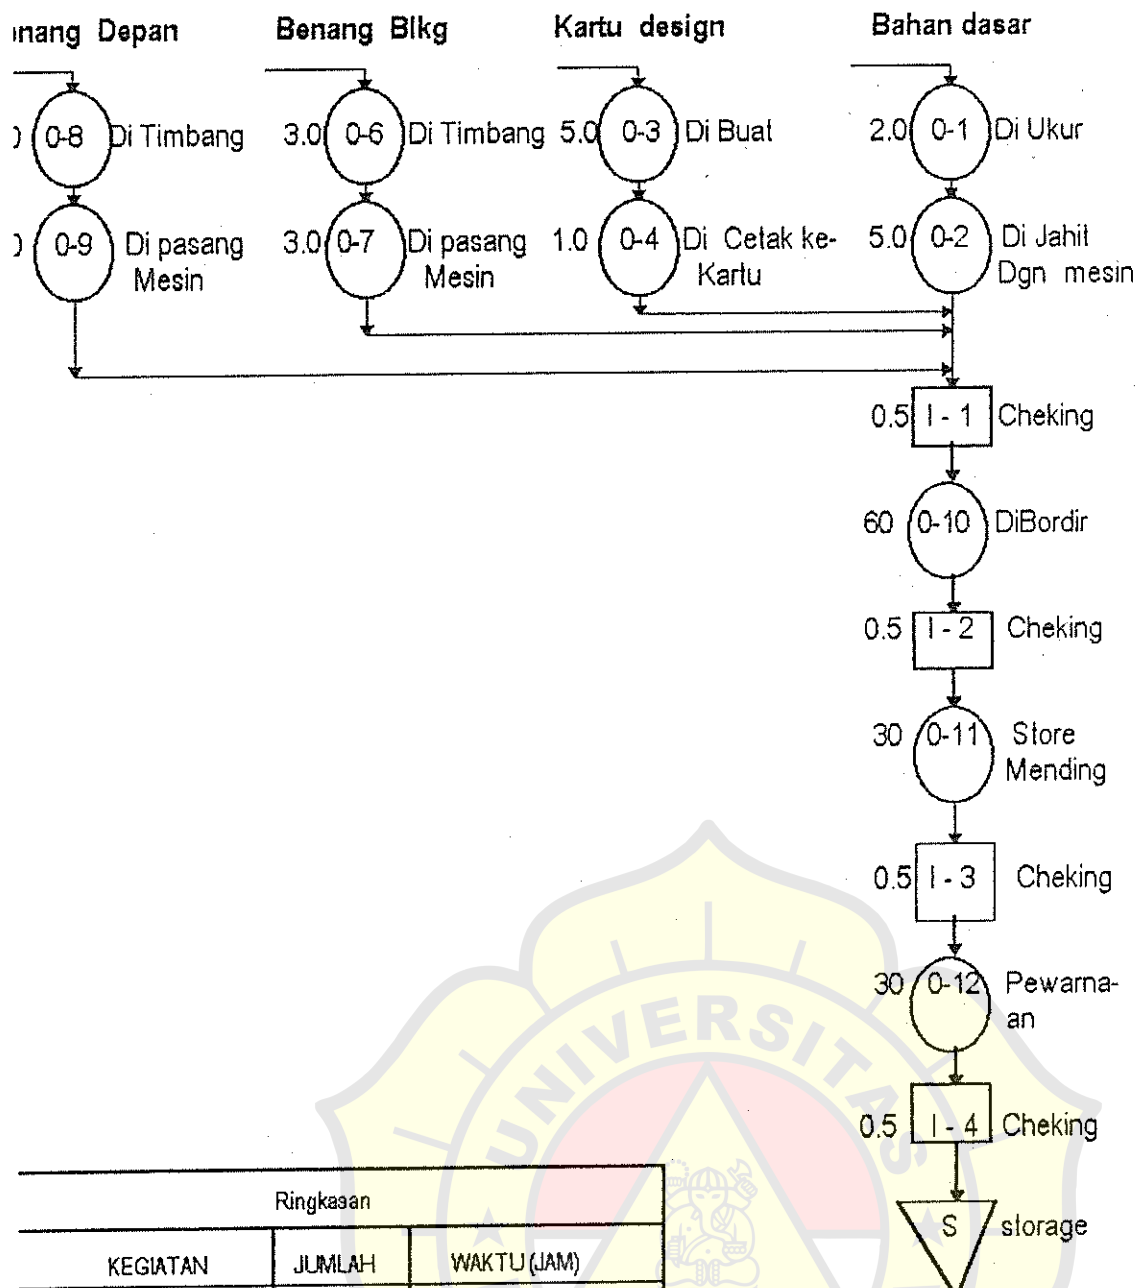 Depan Benang Blkg Kartu design Bahan dasar
0-8 Di Timbang 3.0 0-6 Di Timbang 5.0 0-3 Di Buat 2.0 0-1 Di Ukur
0-9 Di pasang 3.0 0-7 Di pasang 1.0 0-4 Di Cetak ke- 5.0 0-2 Di Jahit
Mesin Mesin Kartu Dgn mesin
0.5 I - 1 Cheking
60 0-10 DiBordir
0.5 I - 2 Cheking
30 0-11 Store
Mending
0.5 I - 3 Cheking
30 0-12 Pewarna-
an
UNIVERSITAS
0.5 I - 4 Cheking
Ringkasan
S storage
KEGIATAN JUMLAH WAKTU (JAM)